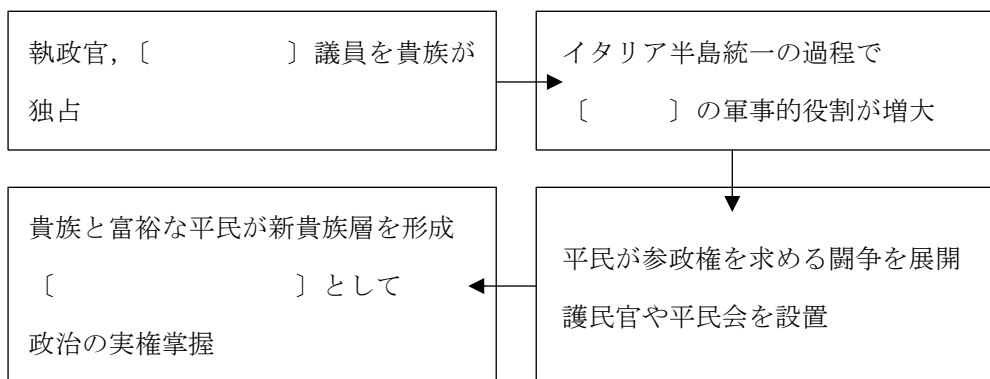 執政官,〔　　　　　〕議員を貴族が
独占
イタリア半島統一の過程で
〔　　　〕の軍事的役割が増大
平民が参政権を求める闘争を展開
護民官や平民会を設置
貴族と富裕な平民が新貴族層を形成
〔　　　　　　　　〕として
政治の実権掌握